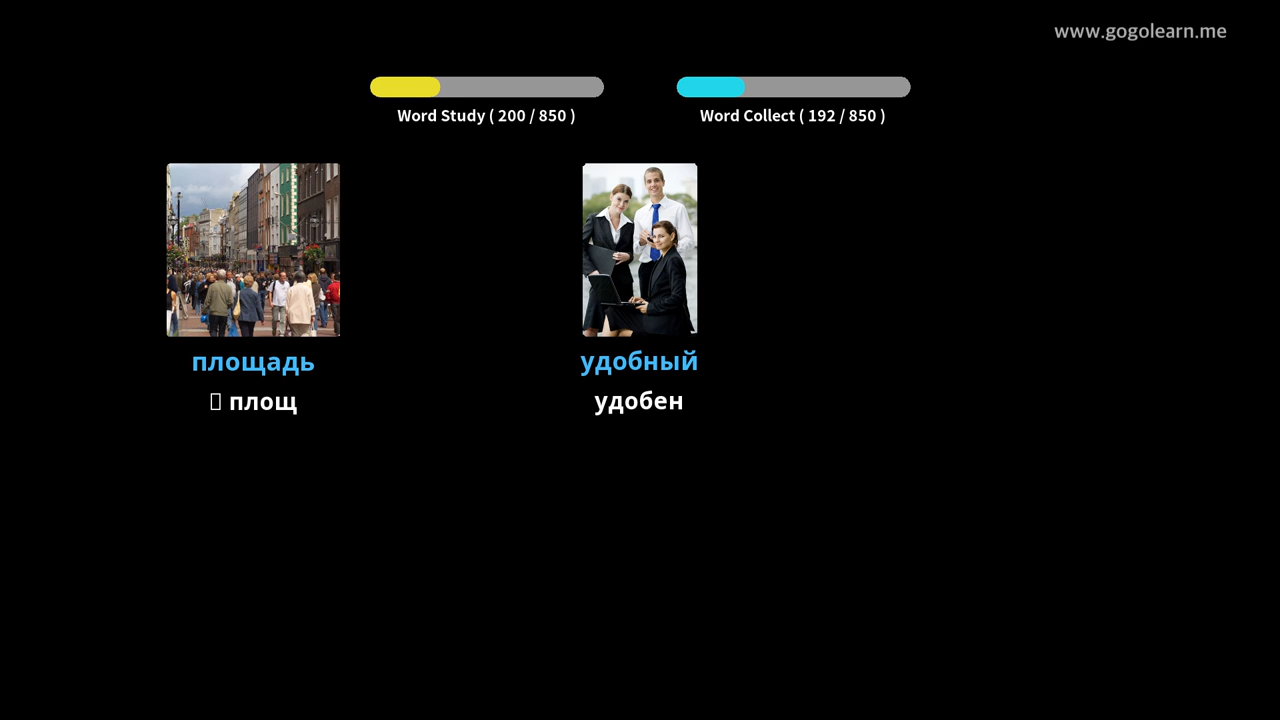 www.gogolearn.me
Word Study ( 200 / 850 )
Word Collect ( 192 / 850 )
площадь
удобный
▯ площ
удобен